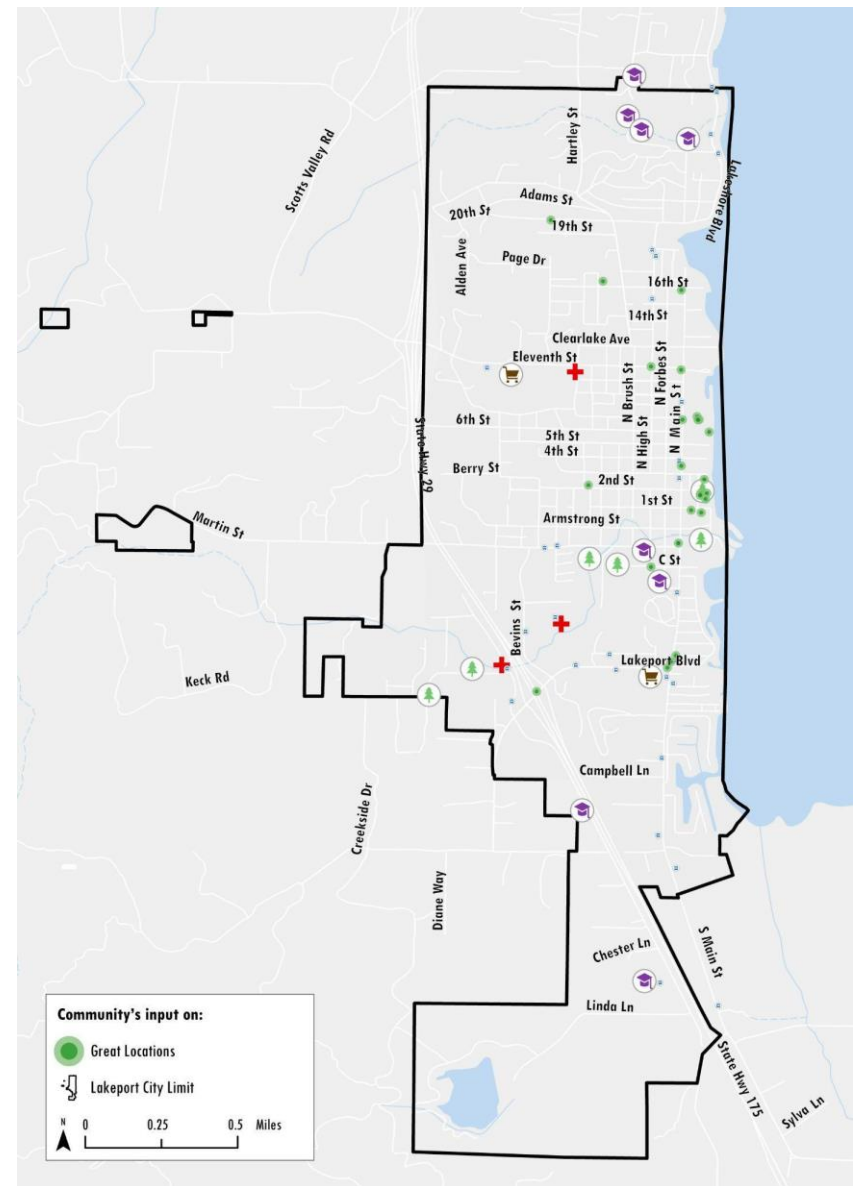 Hartley St
Scotts Valley Rd
Lakeshore Blvd
Adams St
20th St
19th St
Alden Ave
Page Dr
16th St
14th St
Clearlake Ave
Eleventh St
N Brush St
N Forbes St
N High St
N Main St
State Hwy 29
6th St
5th St
4th St
Berry St
2nd St
1st St
Martin St
Armstrong St
C St
Bevins St
Lakeport Blvd
Keck Rd
Campbell Ln
Creekside Dr
Diane Way
S Main St
Chester Ln
Linda Ln
State Hwy 175
Sylva Ln
Community's input on:
Great Locations
Lakeport City Limit
N
0 0.25 0.5 Miles